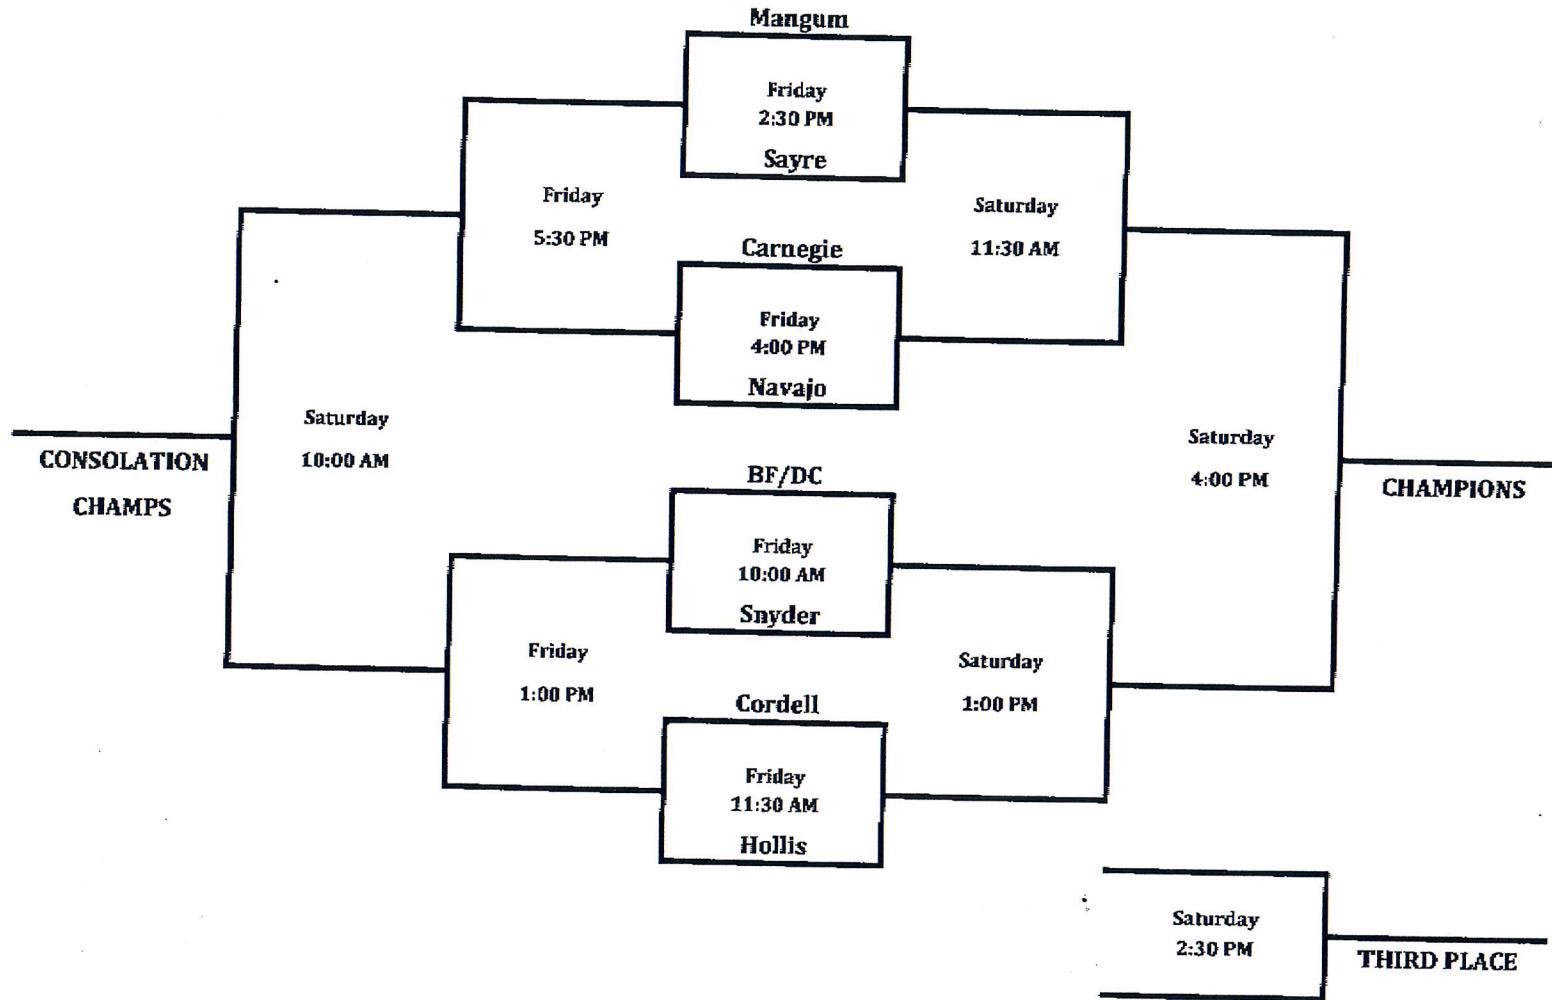 Mangum
Friday
2:30 PM
Sayre
Friday
5:30 PM
Saturday
11:30 AM
Carnegie
Friday
4:00 PM
Navajo
Saturday
10:00 AM
CONSOLATION
CHAMPS
Saturday
4:00 PM
CHAMPIONS
BF/DC
Friday
10:00 AM
Snyder
Friday
1:00 PM
Saturday
1:00 PM
Cordell
Friday
11:30 AM
Hollis
Saturday
2:30 PM
THIRD PLACE